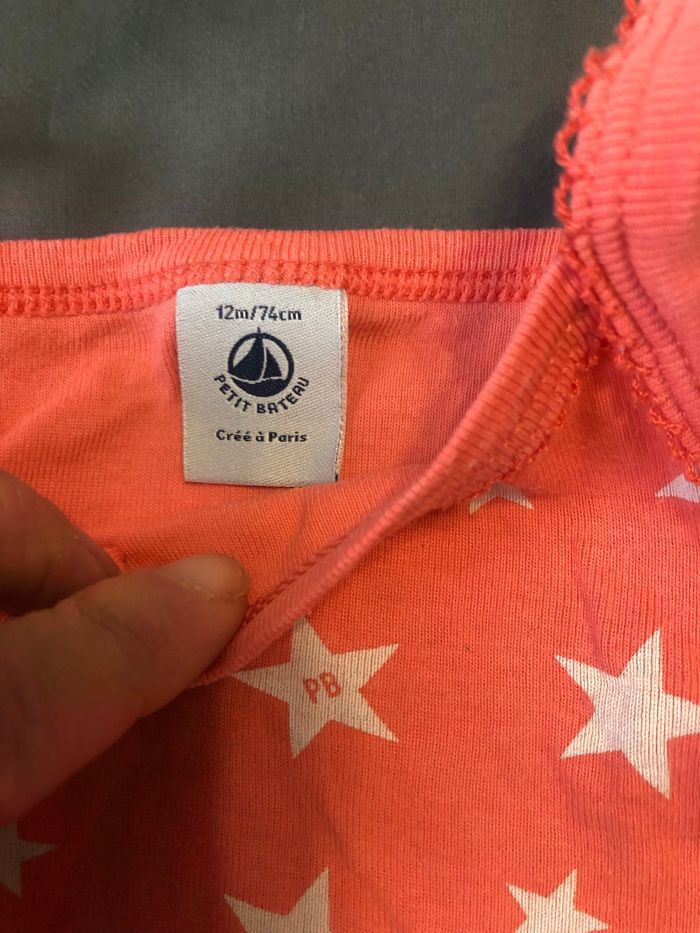 12m/74cm
PETIT BATEAU
Créé à Paris
PB